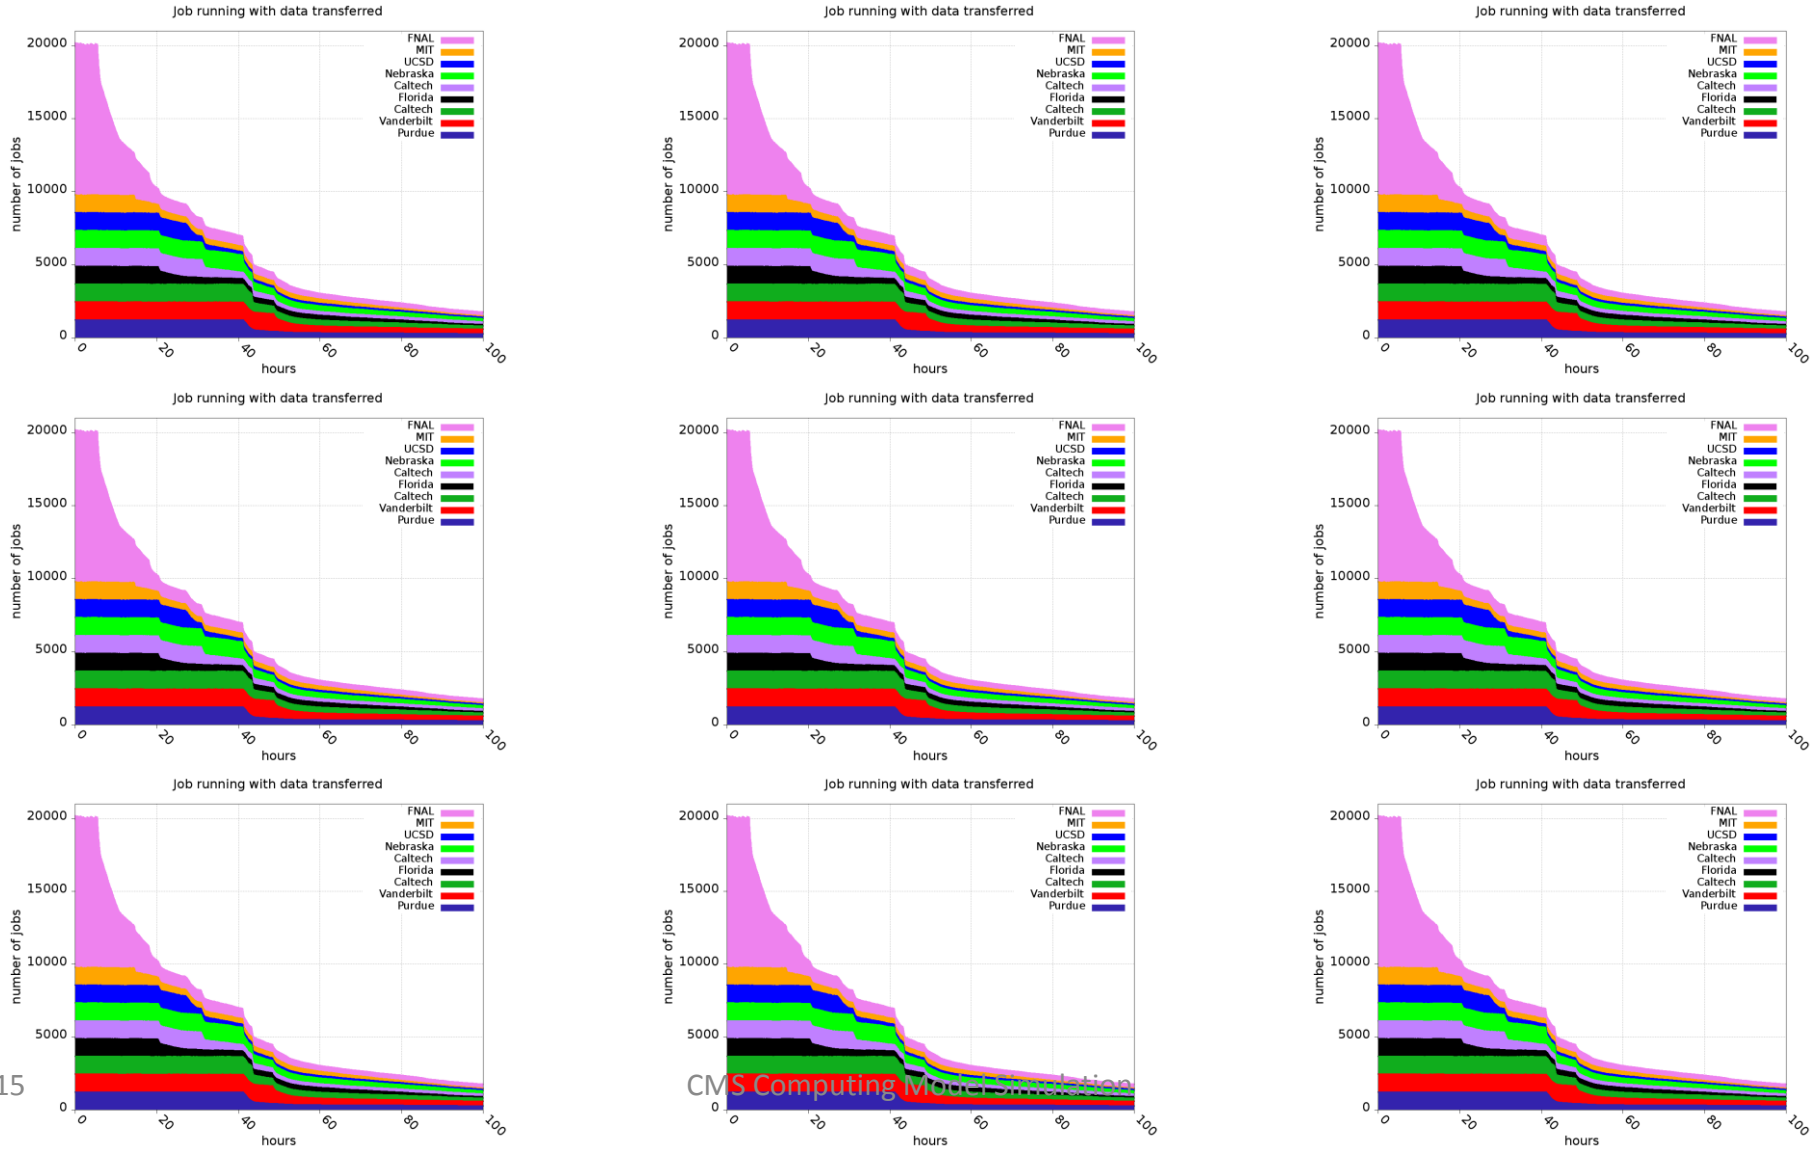 Job running with data transferred
20000
15000
10000
5000
0
number of jobs
FNAL
MIT
UCSD
Nebraska
Caltech
Florida
Caltech
Vanderbilt
Purdue
0 20 40 60 80 100
hours
Job running with data transferred
20000
15000
10000
5000
0
number of jobs
FNAL
MIT
UCSD
Nebraska
Caltech
Florida
Caltech
Vanderbilt
Purdue
0 20 40 60 80 100
hours
Job running with data transferred
20000
15000
10000
5000
0
number of jobs
FNAL
MIT
UCSD
Nebraska
Caltech
Florida
Caltech
Vanderbilt
Purdue
0 20 40 60 80 100
hours
Job running with data transferred
20000
15000
10000
5000
0
number of jobs
FNAL
MIT
UCSD
Nebraska
Caltech
Florida
Caltech
Vanderbilt
Purdue
0 20 40 60 80 100
hours
Job running with data transferred
20000
15000
10000
5000
0
number of jobs
FNAL
MIT
UCSD
Nebraska
Caltech
Florida
Caltech
Vanderbilt
Purdue
0 20 40 60 80 100
hours
Job running with data transferred
20000
15000
10000
5000
0
number of jobs
FNAL
MIT
UCSD
Nebraska
Caltech
Florida
Caltech
Vanderbilt
Purdue
0 20 40 60 80 100
hours
Job running with data transferred
20000
15000
10000
5000
0
number of jobs
FNAL
MIT
UCSD
Nebraska
Caltech
Florida
Caltech
Vanderbilt
Purdue
0 20 40 60 80 100
hours
Job running with data transferred
20000
15000
10000
5000
0
number of jobs
FNAL
MIT
UCSD
Nebraska
Caltech
Florida
Caltech
Vanderbilt
Purdue
0 20 40 60 80 100
hours
Job running with data transferred
20000
15000
10000
5000
0
number of jobs
FNAL
MIT
UCSD
Nebraska
Caltech
Florida
Caltech
Vanderbilt
Purdue
0 20 40 60 80 100
hours
15
CMS Computing Model Simulation